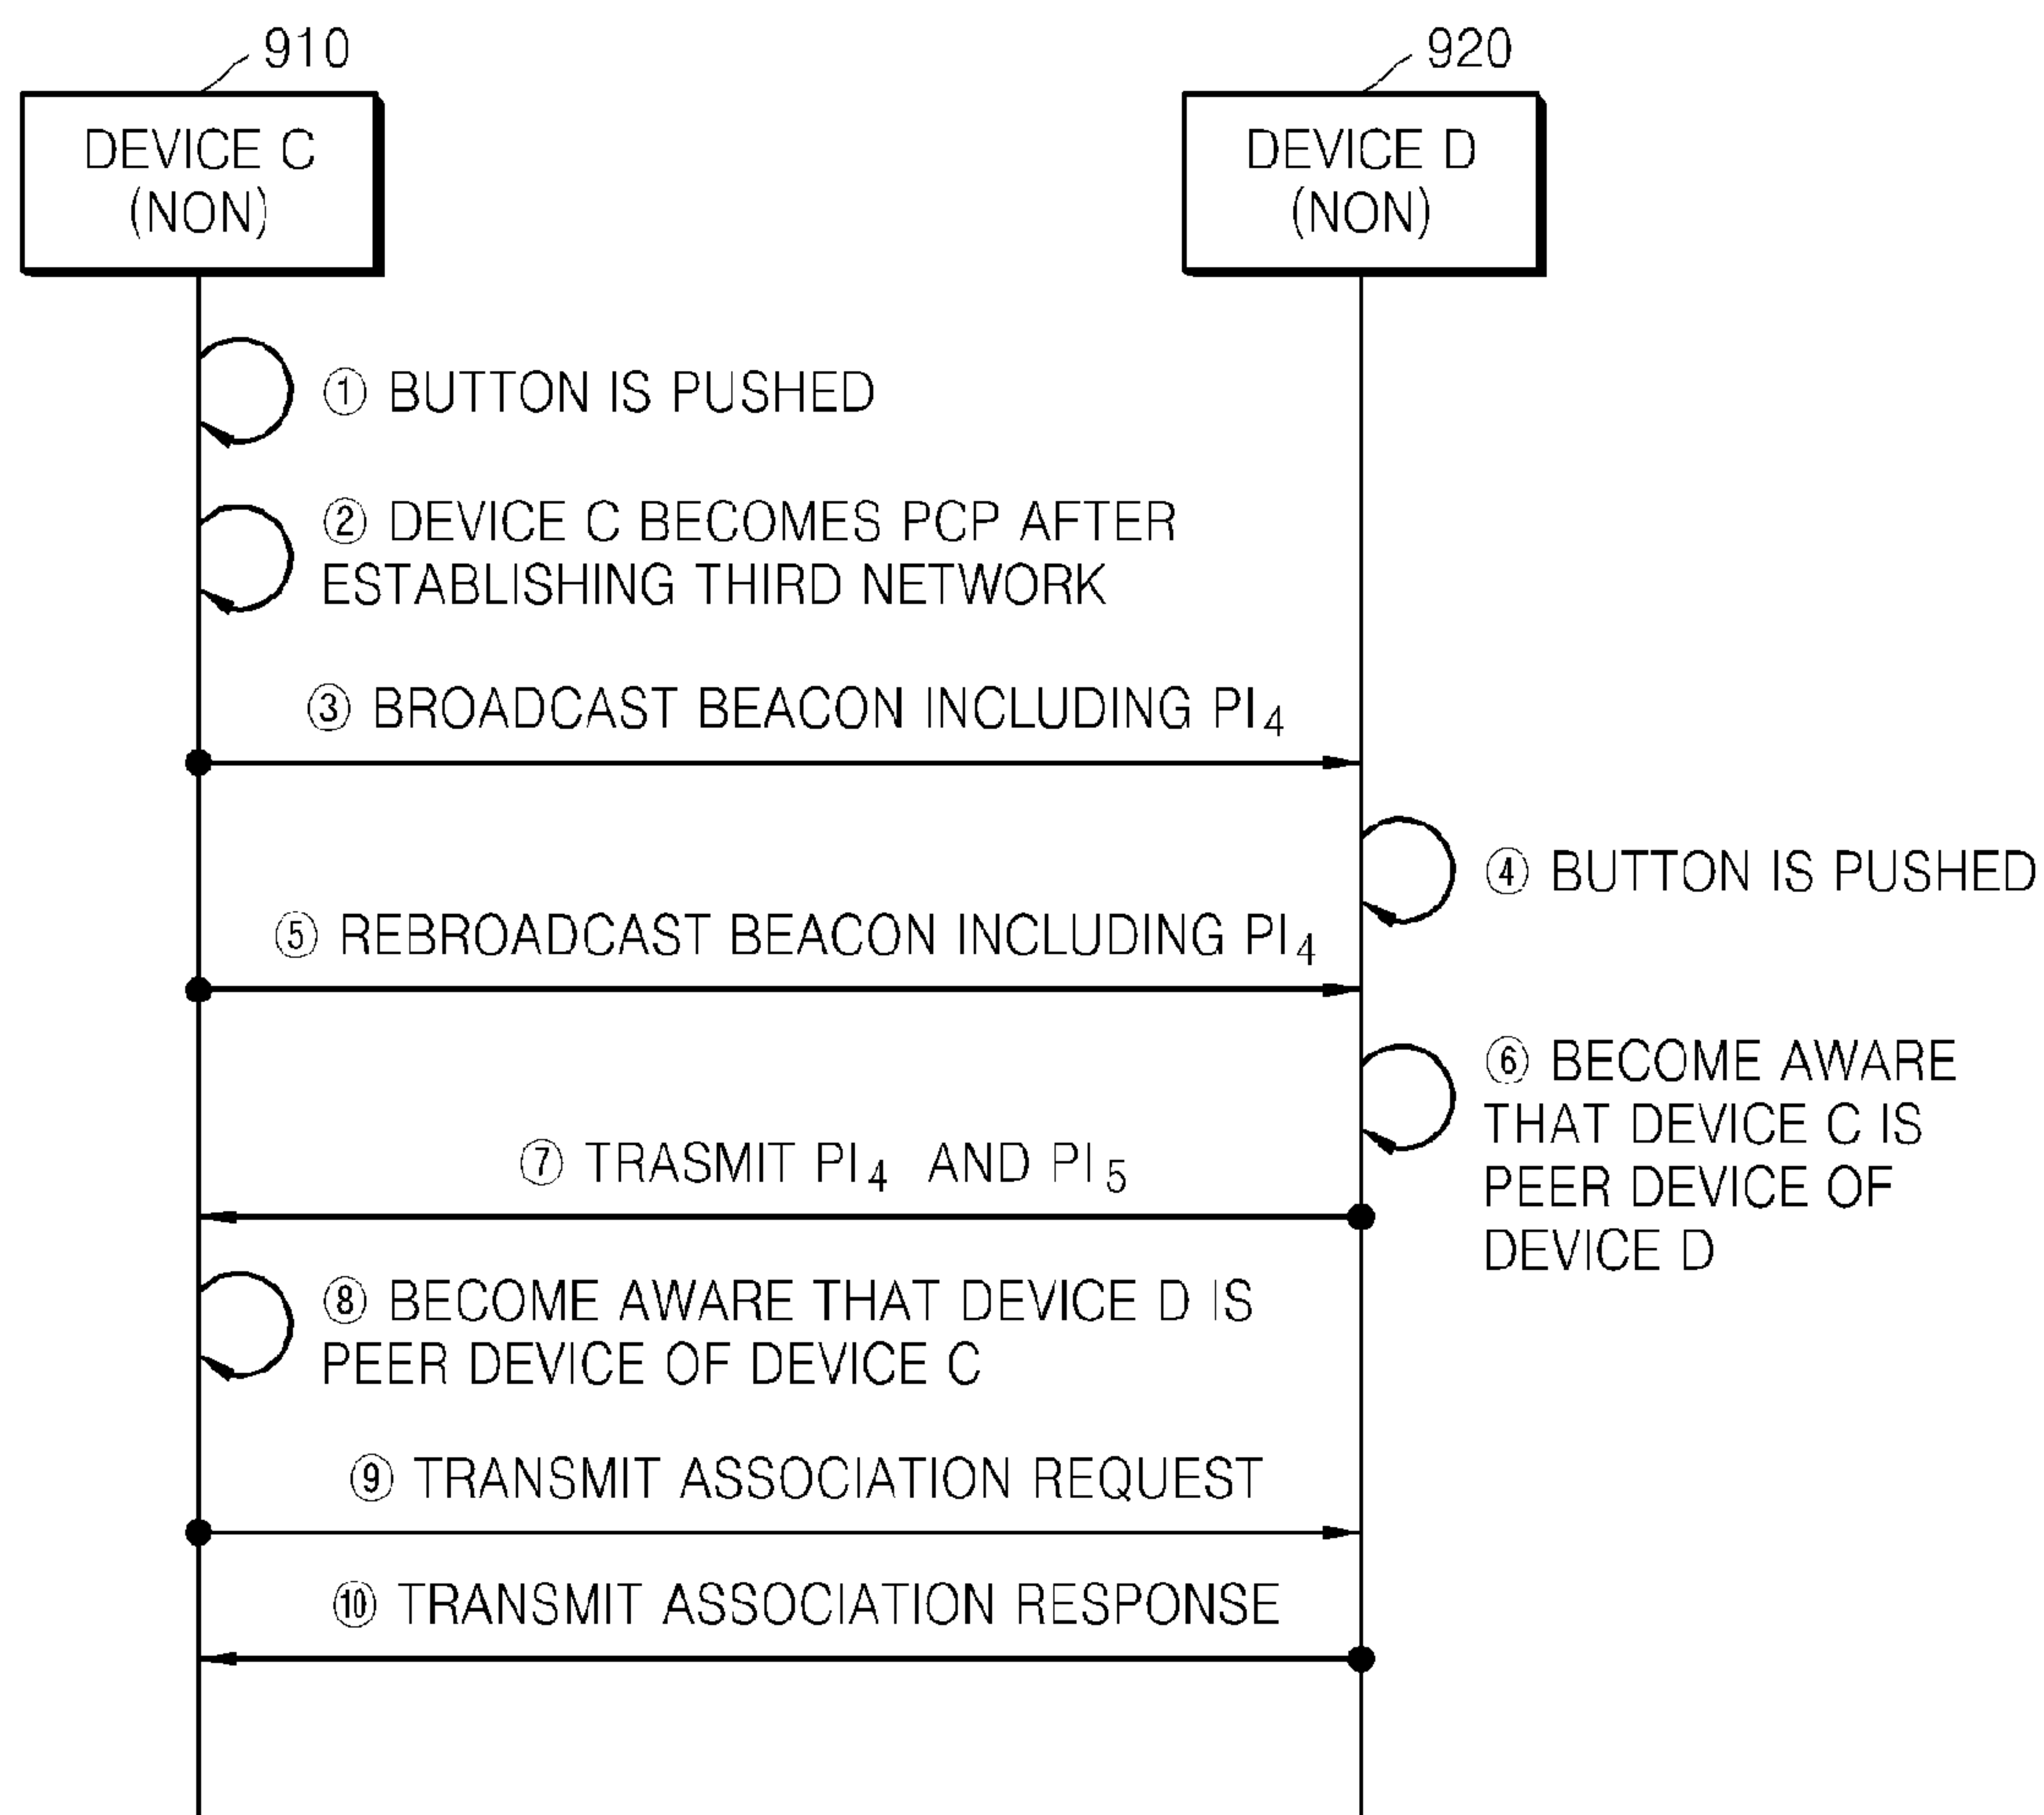 910
920
DEVICE C
(NON)
DEVICE D
(NON)
① BUTTON IS PUSHED
② DEVICE C BECOMES PCP AFTER
ESTABLISHING THIRD NETWORK
③ BROADCAST BEACON INCLUDING PI4
④ BUTTON IS PUSHED
⑤ REBROADCAST BEACON INCLUDING PI4
⑥ BECOME AWARE
THAT DEVICE C IS
PEER DEVICE OF
DEVICE D
⑦ TRASMIT PI4 AND PI5
⑧ BECOME AWARE THAT DEVICE D IS
PEER DEVICE OF DEVICE C
⑨ TRANSMIT ASSOCIATION REQUEST
⑩ TRANSMIT ASSOCIATION RESPONSE